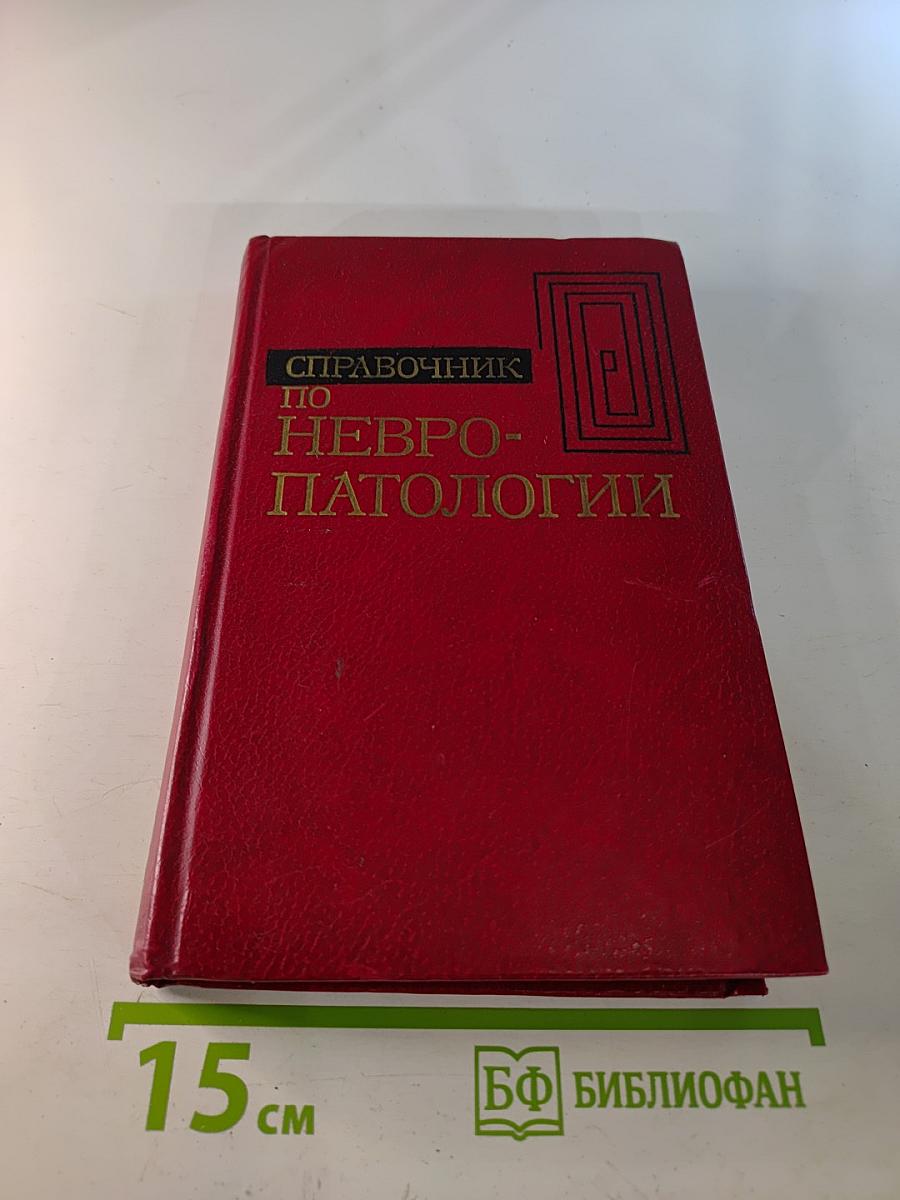 СПРАВОЧНИК
ПО
НЕВРО-
ПАТОЛОГИИ
15 см
БФ БИБЛИОФАН